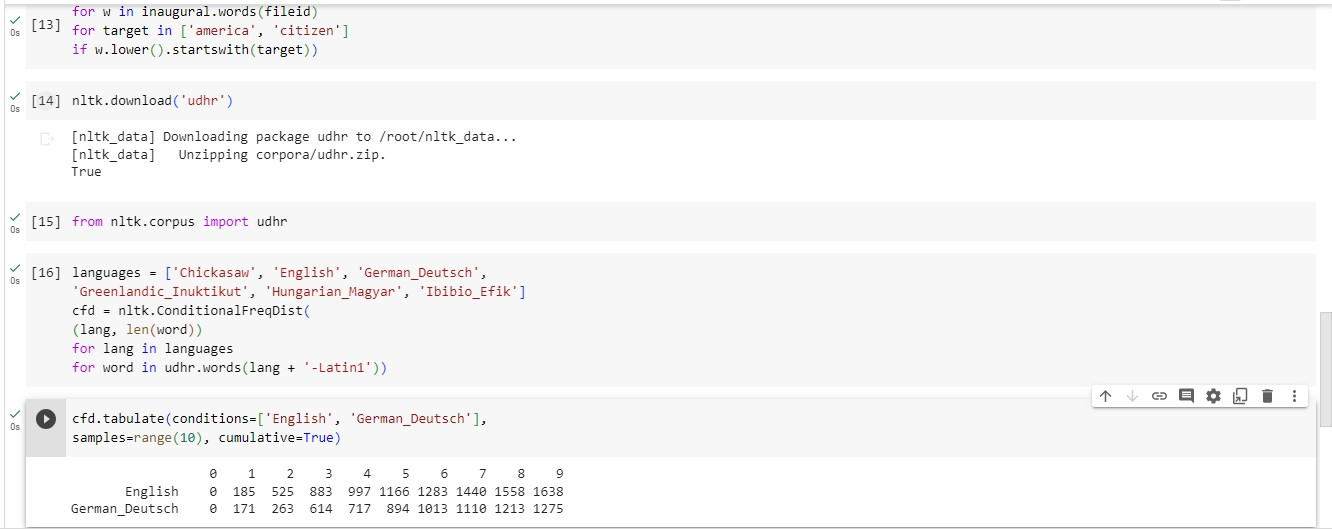 for w in inaugural.words(fileid)
[13] for target in ['america', 'citizen']
0s
if w.lower().startswith(target))
[14] nltk.download('udhr')
0s
[nltk_data] Downloading package udhr to /root/nltk_data...
[nltk_data]   Unzipping corpora/udhr.zip.
True
[15] from nltk.corpus import udhr
0s
[16] languages = ['Chickasaw', 'English', 'German_Deutsch',
0s
'Greenlandic_Inuktikut', 'Hungarian_Magyar', 'Ibibio_Efik']
cfd = nltk.ConditionalFreqDist(
(lang, len(word))
for lang in languages
for word in udhr.words(lang + '-Latin1'))
cfd.tabulate(conditions=['English', 'German_Deutsch'],
0s
samples=range(10), cumulative=True)
0 1 2 3 4 5 6 7 8 9
English 0 185 525 883 997 1166 1283 1440 1558 1638
German_Deutsch 0 171 263 614 717 894 1013 1110 1213 1275